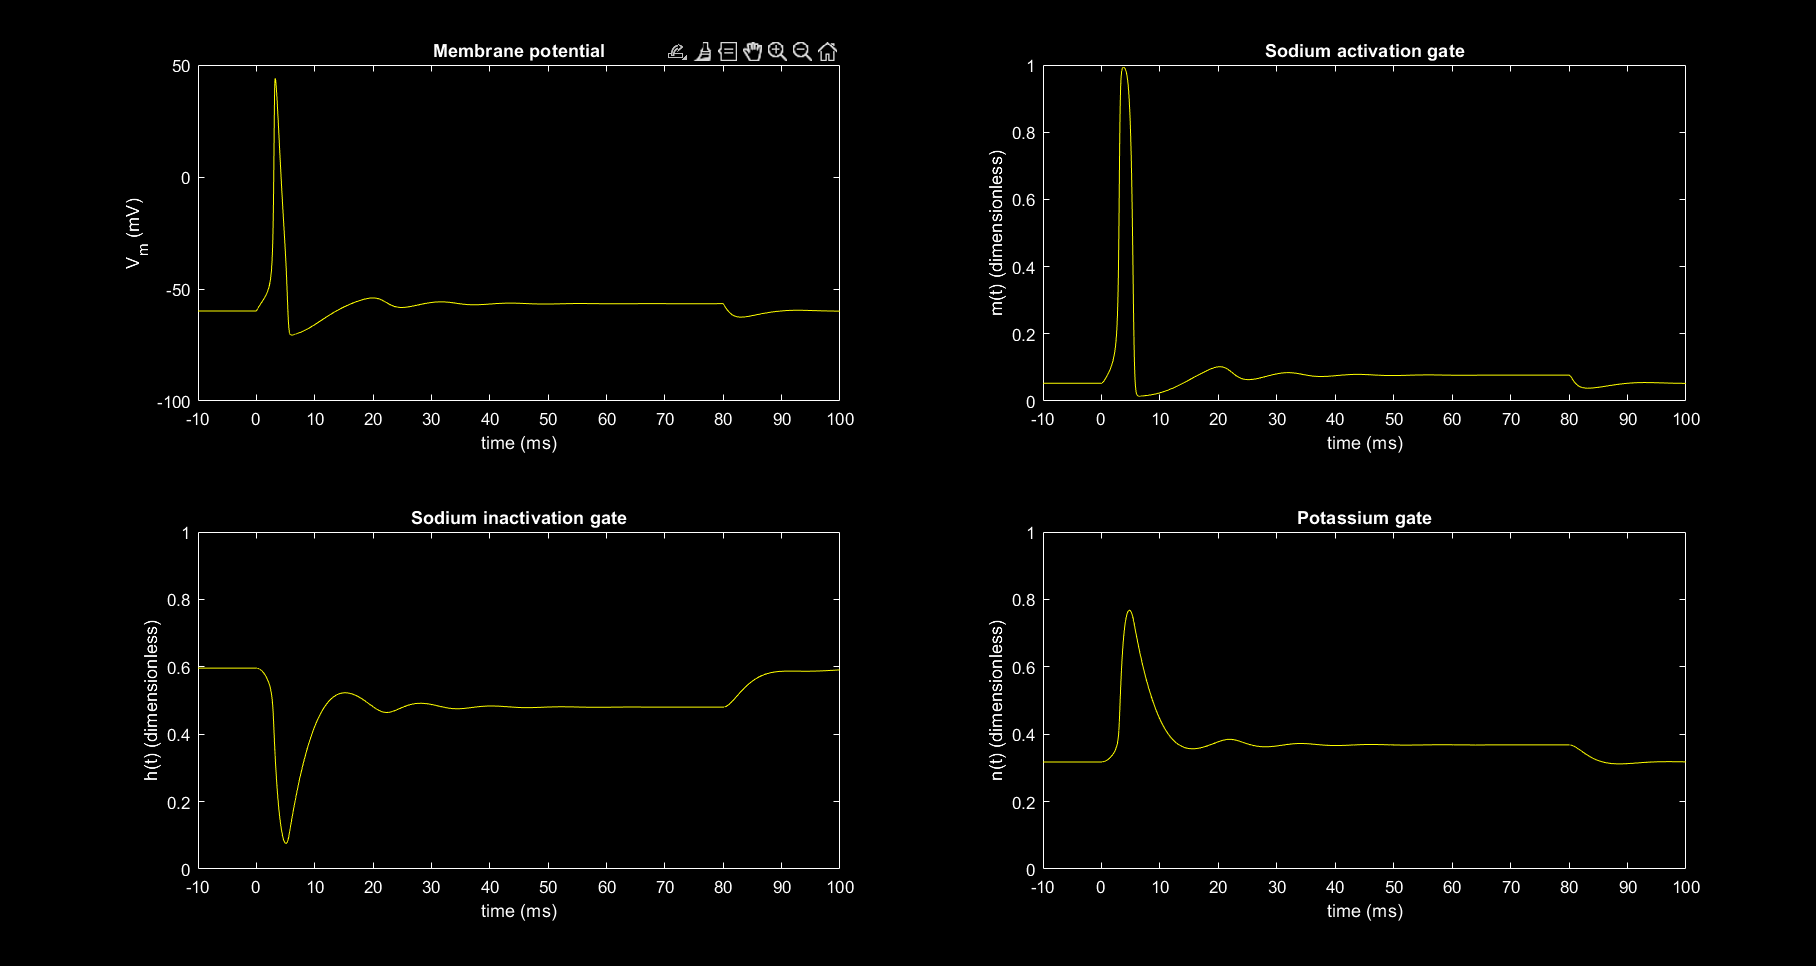 Membrane potential
50
0
-50
-100
V_m (mV)
-10 0 10 20 30 40 50 60 70 80 90 100
time (ms)
Sodium activation gate
1
0.8
0.6
0.4
0.2
0
m(t) (dimensionless)
-10 0 10 20 30 40 50 60 70 80 90 100
time (ms)
Sodium inactivation gate
1
0.8
0.6
0.4
0.2
0
h(t) (dimensionless)
-10 0 10 20 30 40 50 60 70 80 90 100
time (ms)
Potassium gate
1
0.8
0.6
0.4
0.2
0
n(t) (dimensionless)
-10 0 10 20 30 40 50 60 70 80 90 100
time (ms)